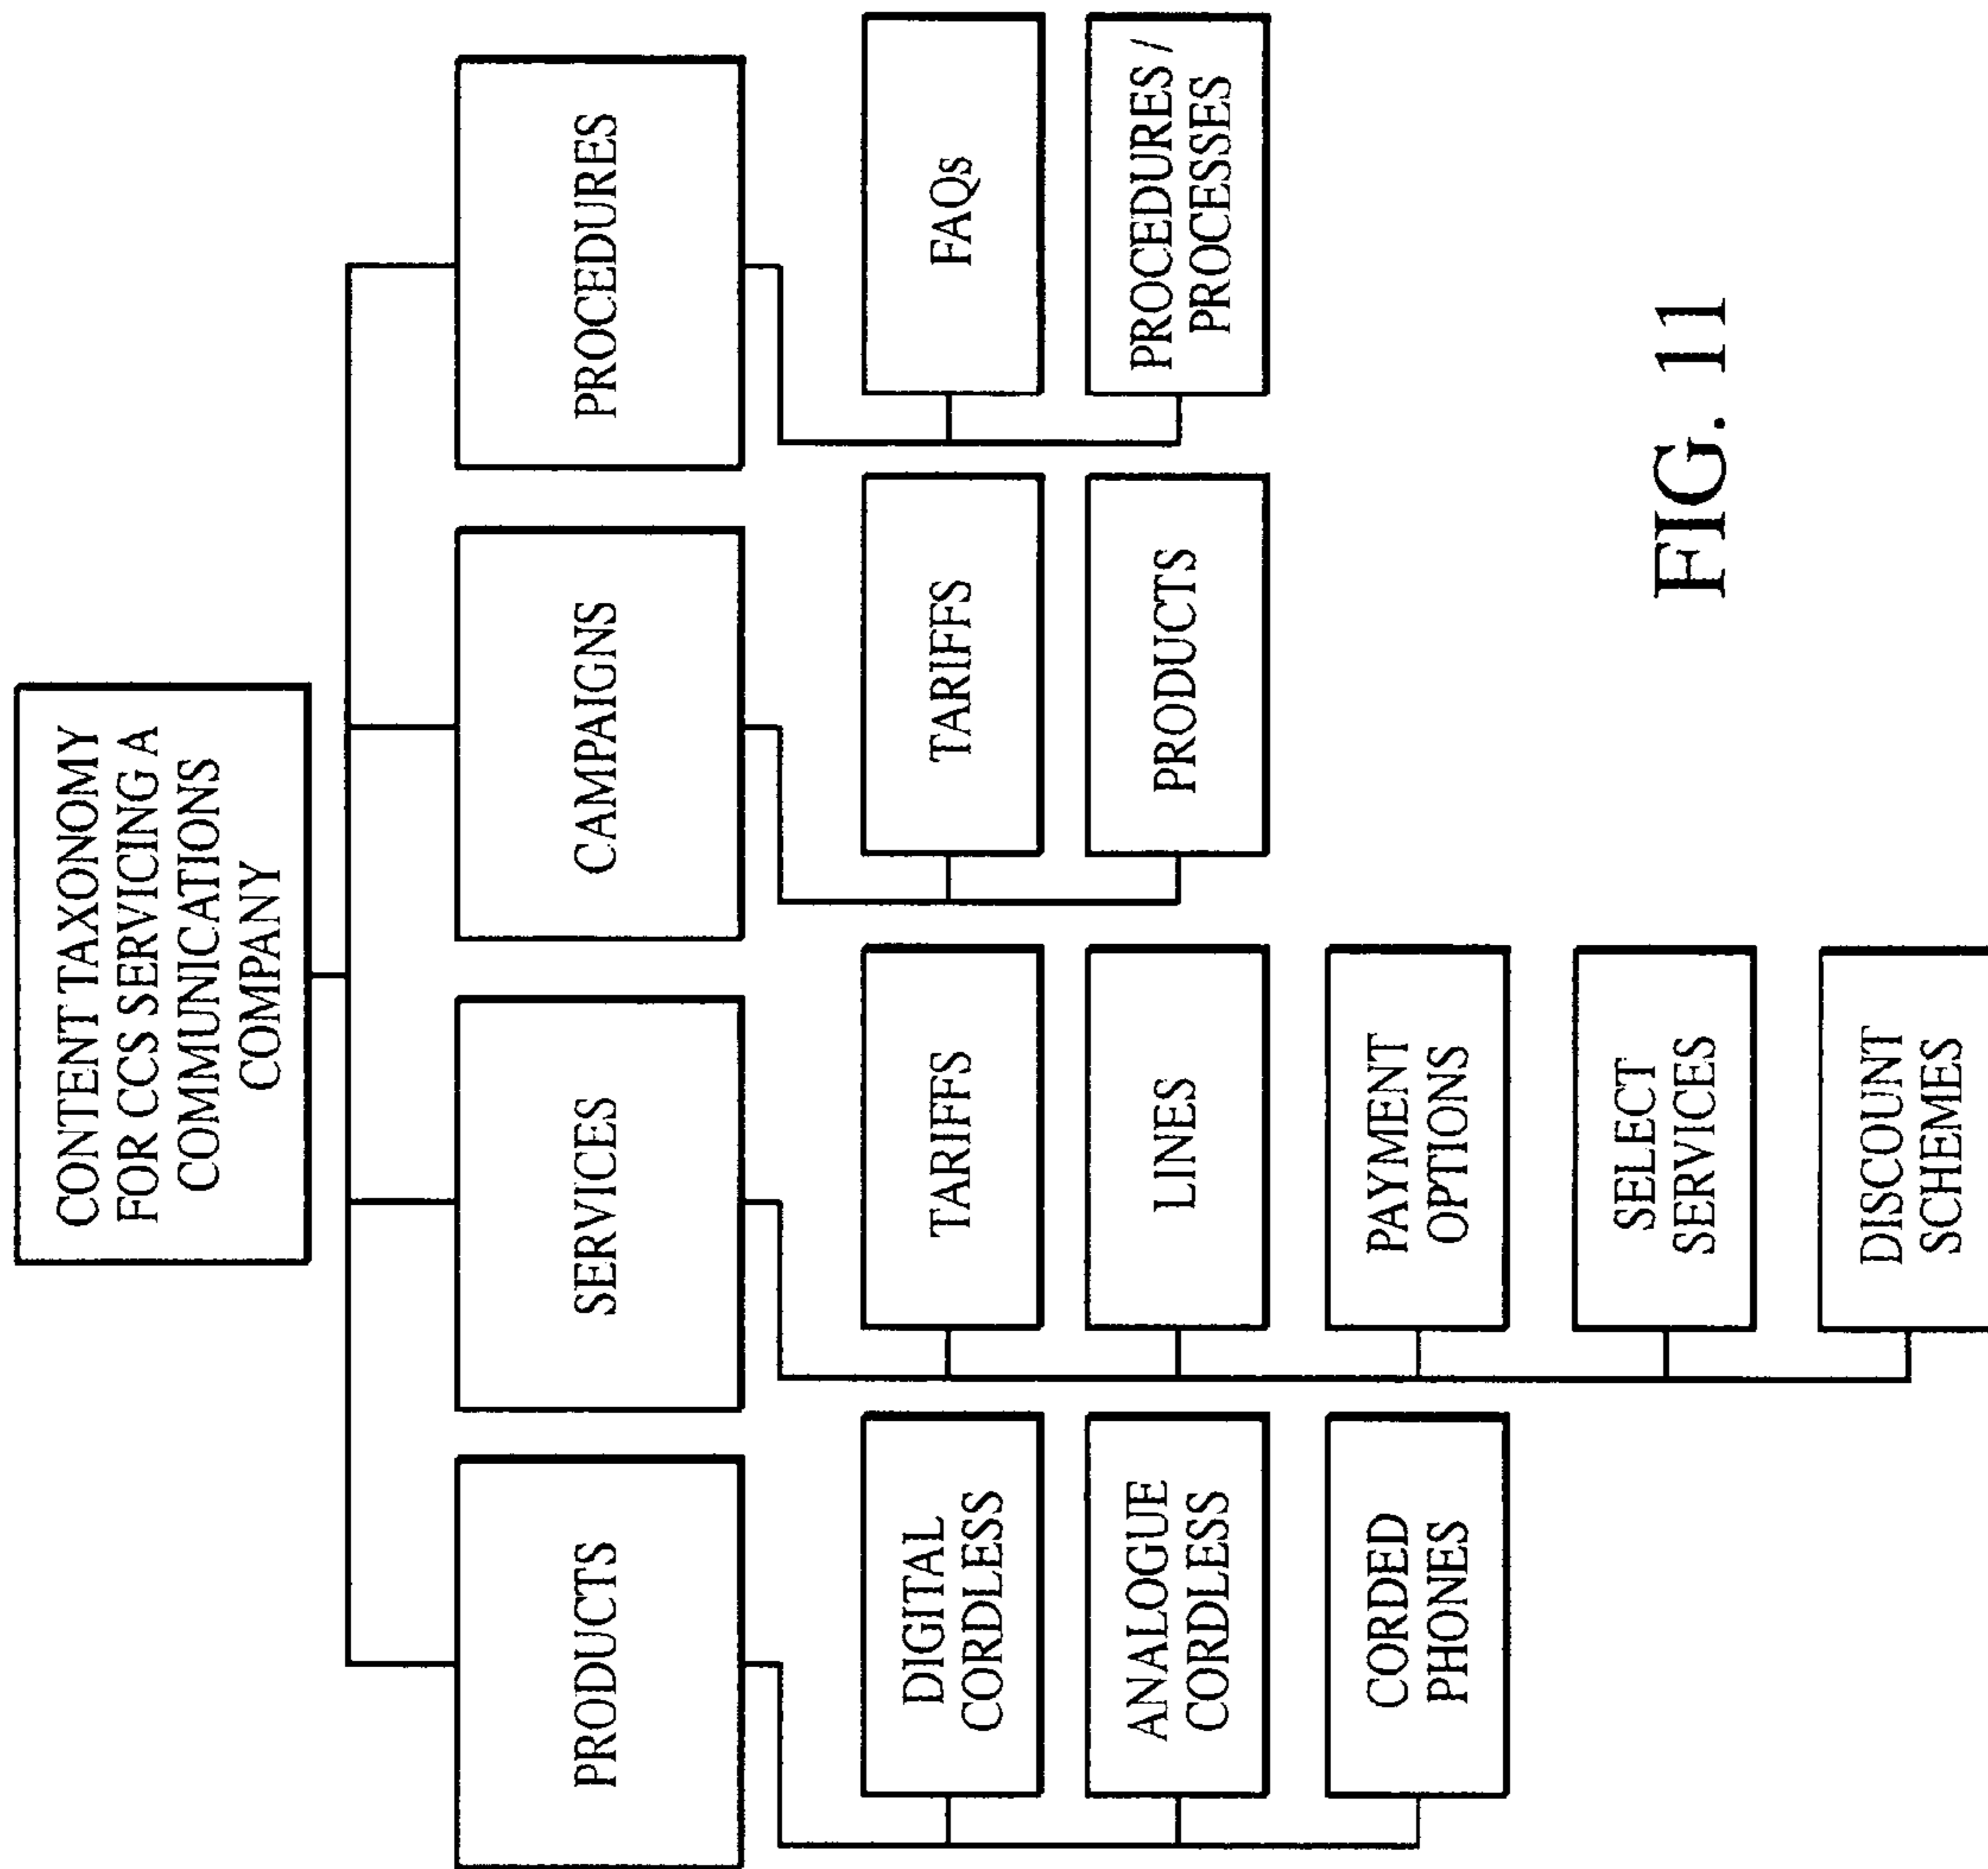 CONTENT TAXONOMY
FOR CCS SERVICING A
COMMUNICATIONS
COMPANY
PRODUCTS
SERVICES
CAMPAIGNS
PROCEDURES
DIGITAL
CORDLESS
ANALOGUE
CORDLESS
CORDED
PHONES
TARIFFS
LINES
PAYMENT
OPTIONS
SELECT
SERVICES
DISCOUNT
SCHEMES
TARIFFS
PRODUCTS
FAQs
PROCEDURES /
PROCESSES
FIG. 11